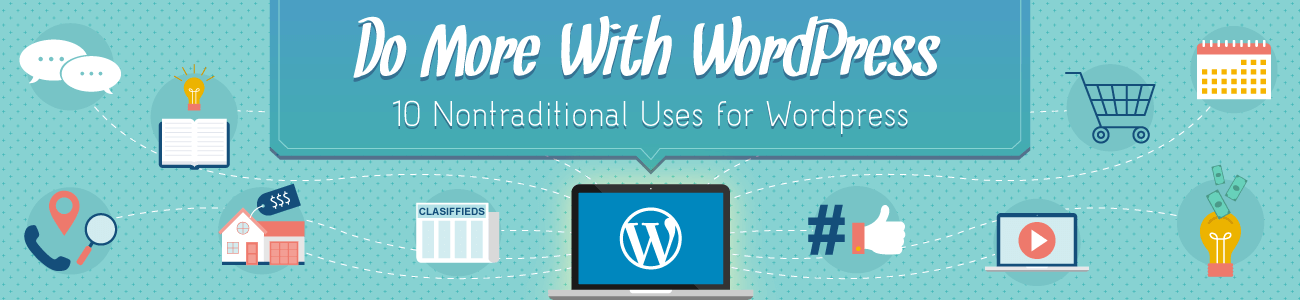 Do More With WordPress
10 Nontraditional Uses for Wordpress
$$$
CLASIFFIEDS
W
#